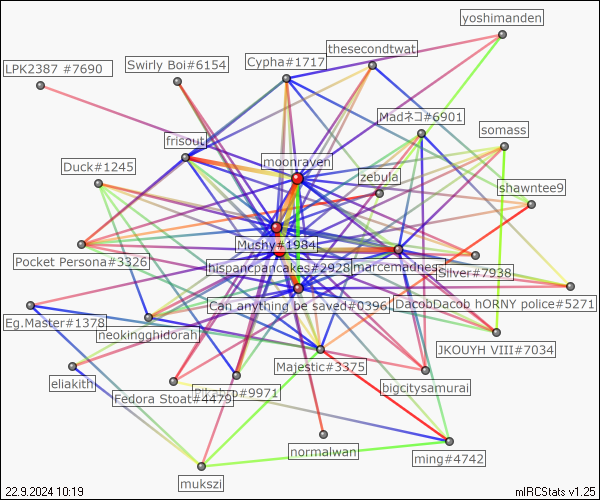 yoshimanden
thesecondtwat
Cypha#1717
Swirly Boi#6154
LPK2387 #7690
Madネコ#6901
somass
frisout
moonraven
Duck#1245
zebula
shawntee9
Mushy#1984
Pocket Persona#3326
hispancpancakes#2928
marcemadness
Silver#7938
Can anything be saved#0396
DacobDacob hORNY police#5271
Eg.Master#1378
neokingghidorah
JKOUYH VIII#7034
Majestic#3375
eliakith
bigcitysamurai
Fedora Stoat#4479
#9971
normalwan
ming#4742
mukszi
22.9.2024 10:19
mIRCStats v1.25